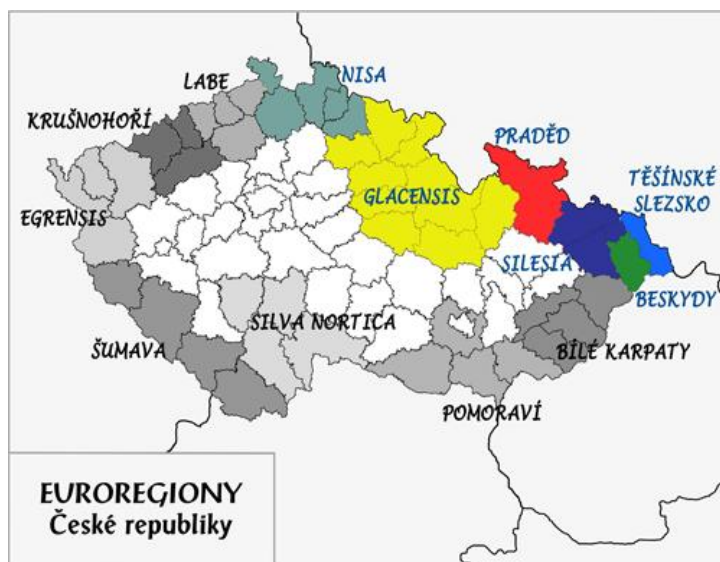 NISA
LABE
KRUŠNOHOŘÍ
PRADĚD
TĚŠÍNSKÉ
SLEZSKO
GLACENSIS
EGRENSIS
SILESIA
BESKYDY
SILVA NORTICA
ŠUMAVA
BÍLÉ KARPATY
POMORAVÍ
EUROREGIONY
České republiky